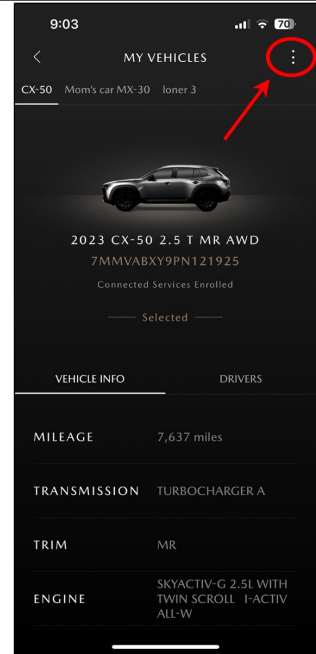 9:03
70
MY VEHICLES
CX-50 Mom's car MX-30 loner 3
2023 CX-50 2.5 T MR AWD
7MMVABXY9PN121925
Connected Services Enrolled
Selected
VEHICLE INFO DRIVERS
MILEAGE 7,637 miles
TRANSMISSION TURBOCHARGER A
TRIM MR
SKYACTIV-G 2.5L WITH
ENGINE TWIN SCROLL I-ACTIV
ALL-W